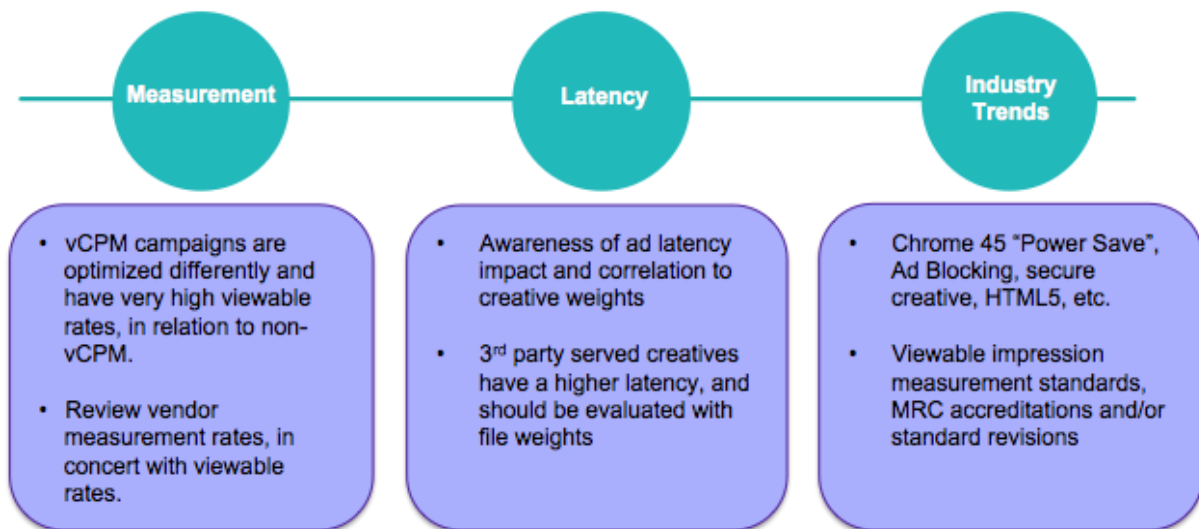 Measurement
Latency
Industry
Trends
• vCPM campaigns are
optimized differently and
have very high viewable
rates, in relation to non-
vCPM.
• Review vendor
measurement rates, in
concert with viewable
rates.
• Awareness of ad latency
impact and correlation to
creative weights
• 3rd party served creatives
have a higher latency, and
should be evaluated with
file weights
• Chrome 45 “Power Save”,
Ad Blocking, secure
creative, HTML5, etc.
• Viewable impression
measurement standards,
MRC accreditations and/or
standard revisions